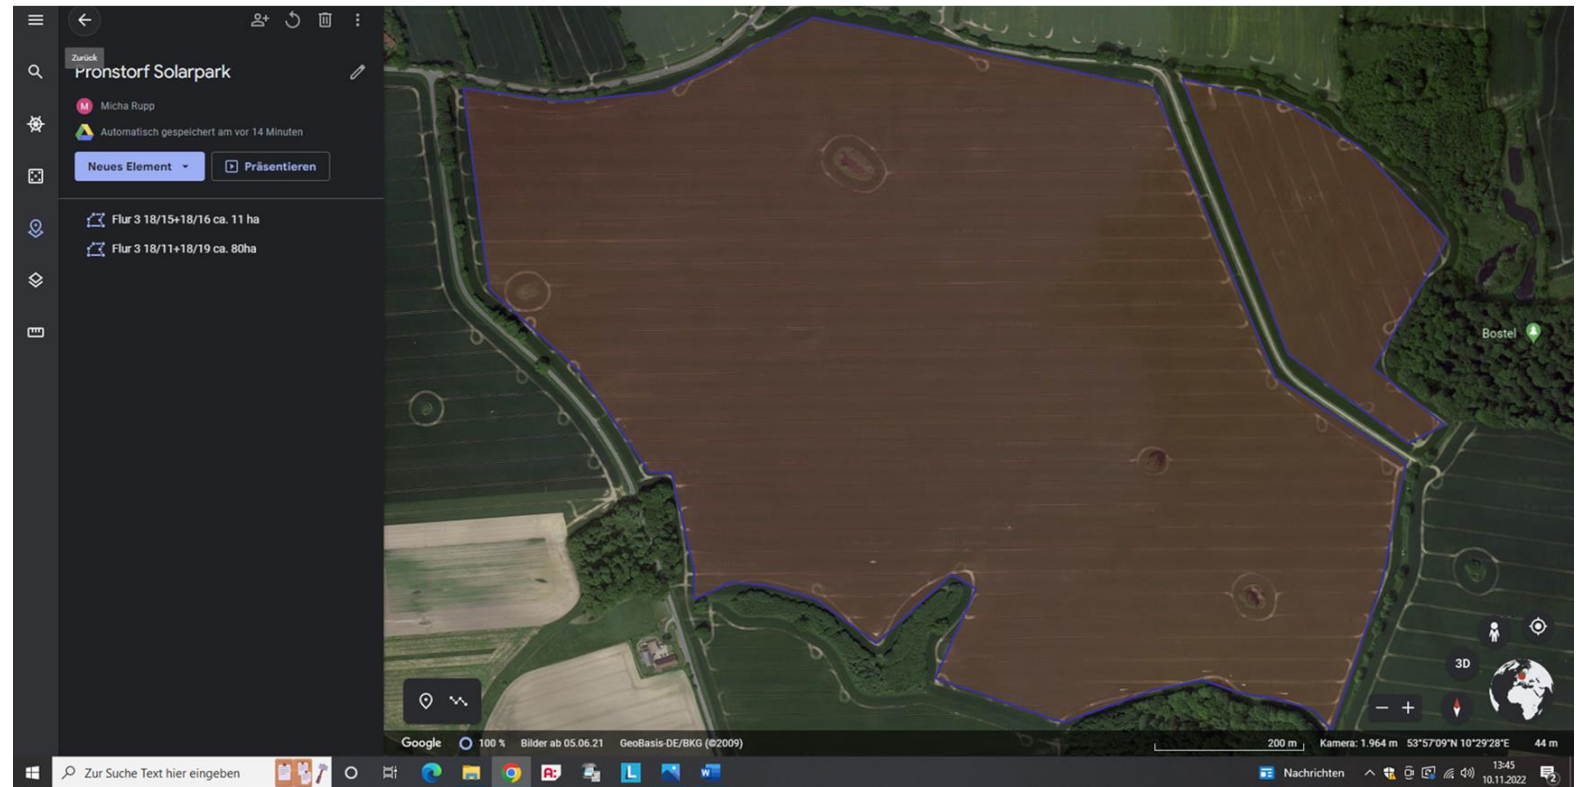 Zurück
Pronstorf Solarpark
M Micha Rupp
Automatisch gespeichert am vor 14 Minuten
Neues Element
Präsentieren
Flur 3 18/15+18/16 ca. 11 ha
Flur 3 18/11+18/19 ca. 80ha
Bostel
3D
Google 100 % Bilder ab 05.06.21 GeoBasis-DE/BKG (©2009) 200 m Kamera: 1.964 m 53°57'09"N 10°29'28"E 44 m
Zur Suche Text hier eingeben
Nachrichten
13:45
10.11.2022
2